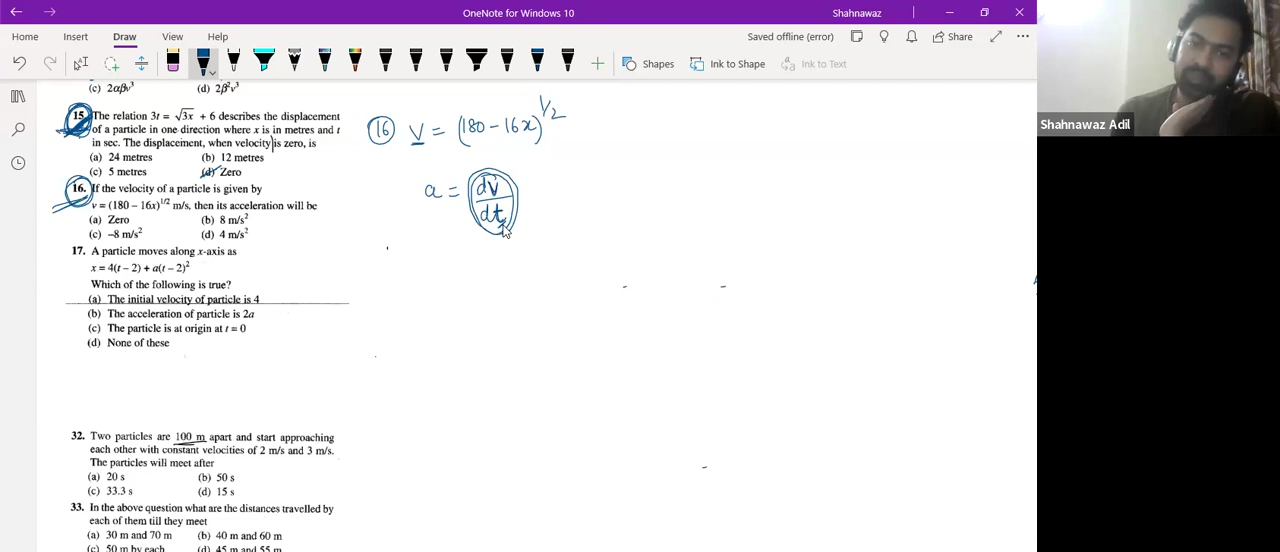 OneNote for Windows 10
Shahnawaz
Home Insert Draw View Help
Saved offline (error)
Share
Shapes
Ink to Shape
Ink to Text
(c) 2αβv³ (d) 2β²v³
15. The relation 3t = √3x + 6 describes the displacement
of a particle in one direction where x is in metres and t
in sec. The displacement, when velocity is zero, is
(a) 24 metres (b) 12 metres
(c) 5 metres (d) Zero
16. If the velocity of a particle is given by
v = (180 – 16x)^1/2 m/s, then its acceleration will be
(a) Zero (b) 8 m/s²
(c) –8 m/s² (d) 4 m/s²
17. A particle moves along x-axis as
x = 4(t – 2) + a(t – 2)²
Which of the following is true?
(a) The initial velocity of particle is 4
(b) The acceleration of particle is 2a
(c) The particle is at origin at t = 0
(d) None of these
32. Two particles are 100 m apart and start approaching
each other with constant velocities of 2 m/s and 3 m/s.
The particles will meet after
(a) 20 s (b) 50 s
(c) 33.3 s (d) 15 s
33. In the above question what are the distances travelled by
each of them till they meet
(a) 30 m and 70 m (b) 40 m and 60 m
(c) 50 m by each (d) 45 m and 55 m
16 v = (180 – 16x)^1/2
a = dv/dt
Shahnawaz Adil